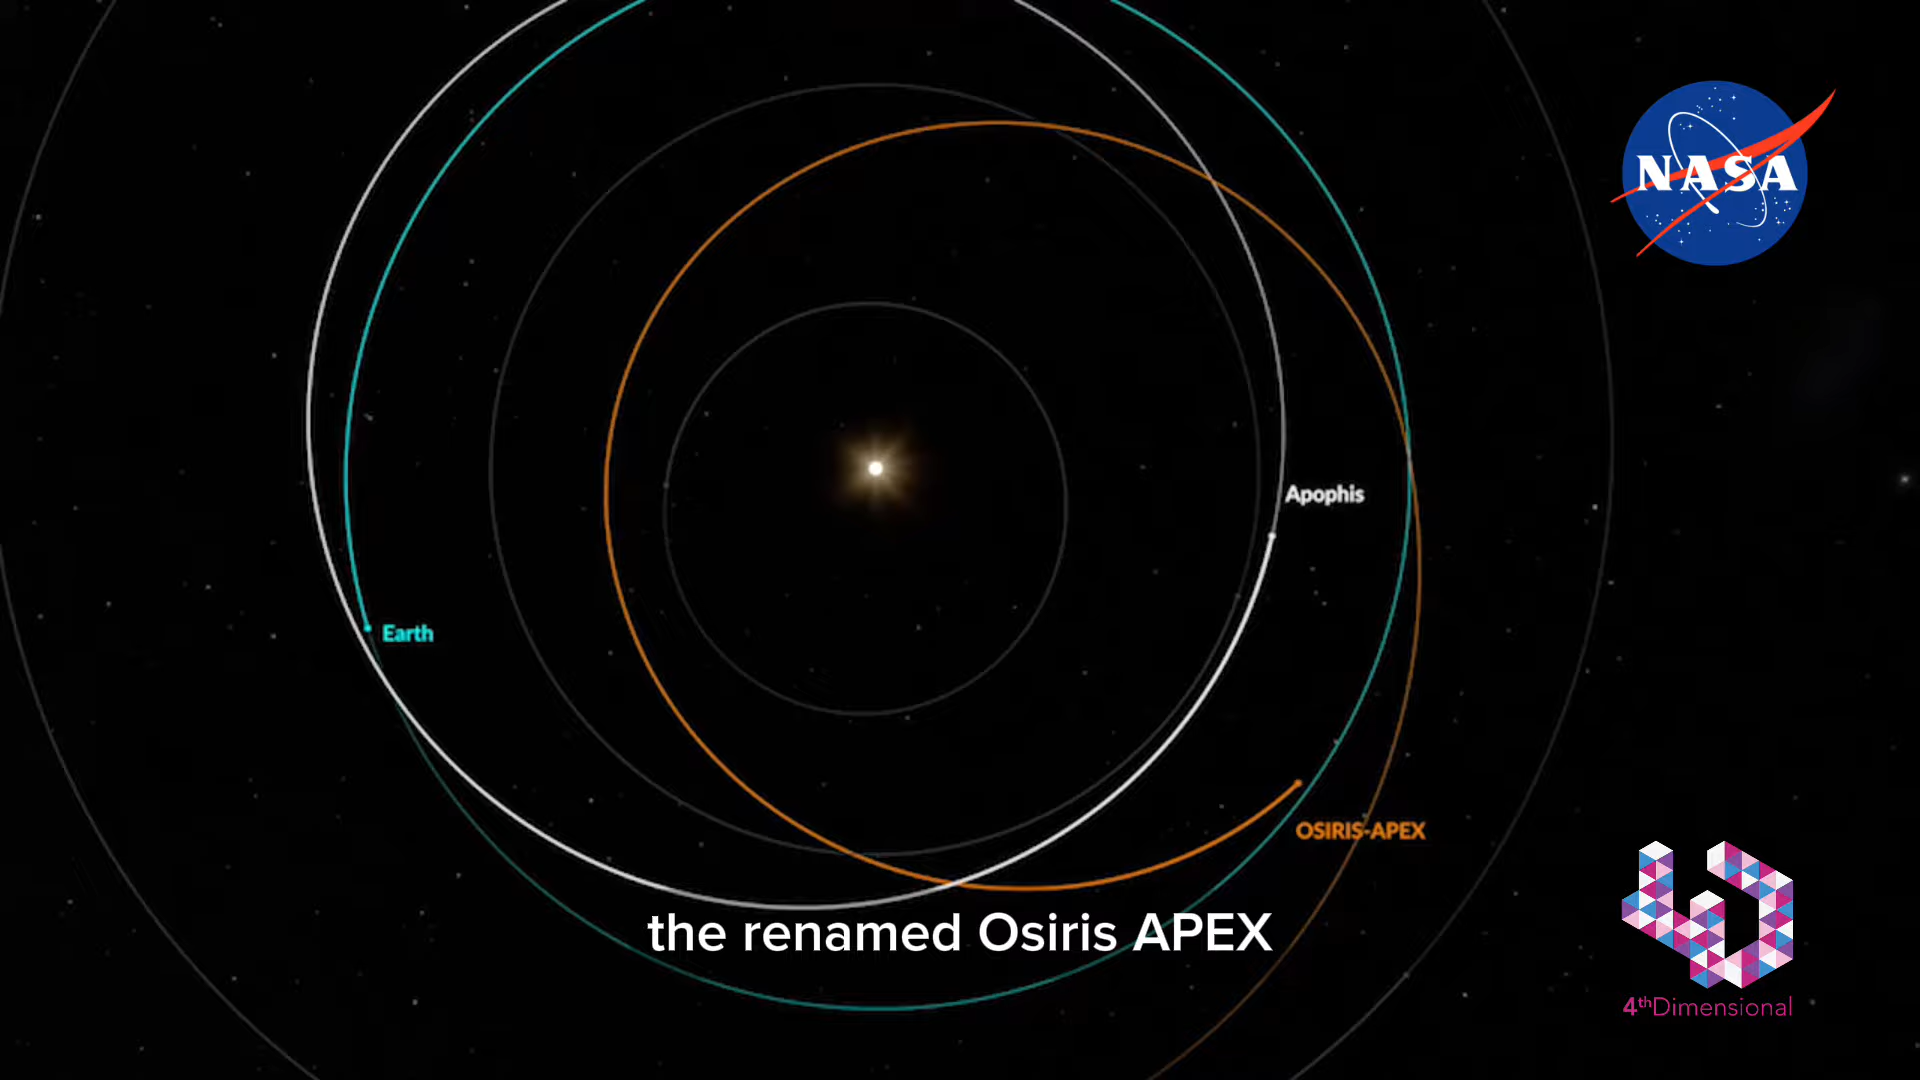 NASA
Apophis
Earth
OSIRIS-APEX
the renamed Osiris APEX
4thDimensional